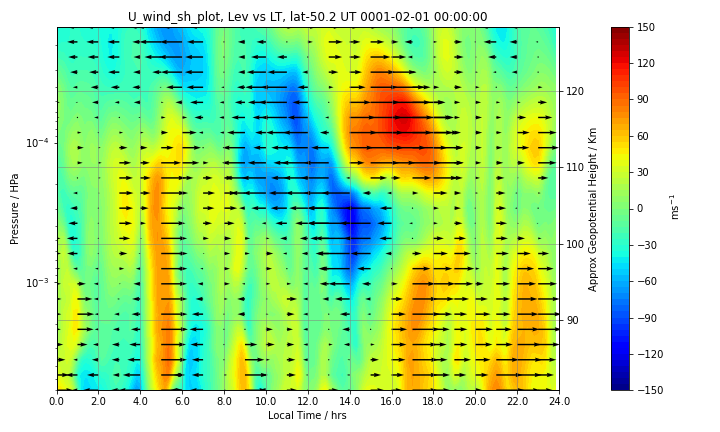 U_wind_sh_plot, Lev vs LT, lat-50.2 UT 0001-02-01 00:00:00
Pressure / HPa
10⁻⁴
10⁻³
0.0 2.0 4.0 6.0 8.0 10.0 12.0 14.0 16.0 18.0 20.0 22.0 24.0
Local Time / hrs
120
110
100
90
Approx Geopotential Height / Km
150
120
90
60
30
0
−30
−60
−90
−120
−150
ms⁻¹